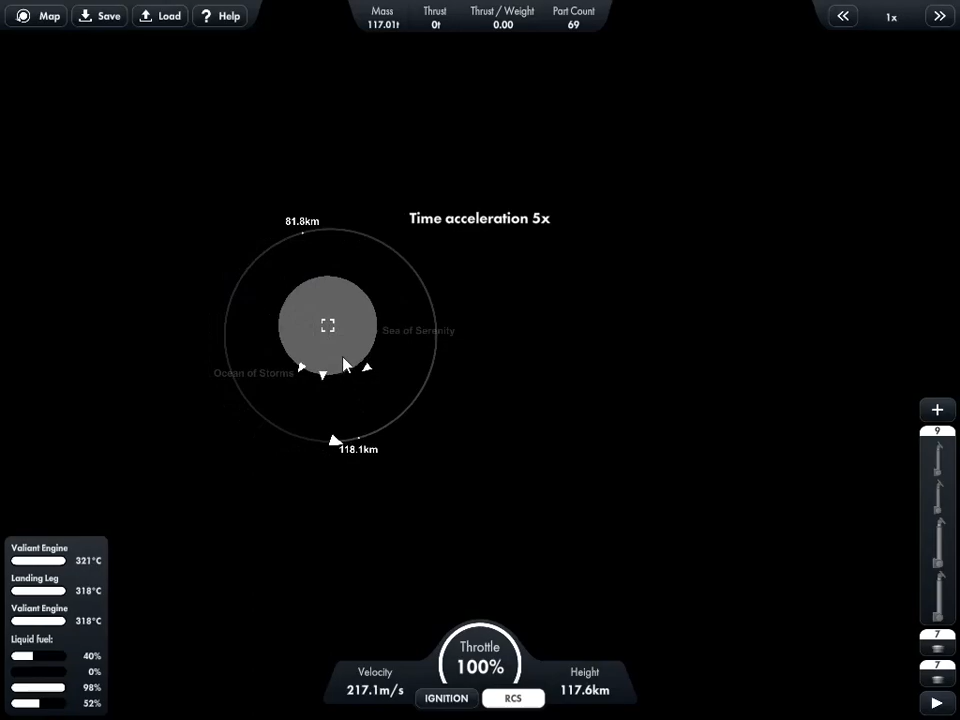 Map
Save
Load
Help
Mass
117.01t
Thrust
0t
Thrust / Weight
0.00
Part Count
69
1x
81.8km
Time acceleration 5x
Sea of Serenity
Ocean of Storms
118.1km
9
7
7
Valiant Engine
321°C
Landing Leg
318°C
Valiant Engine
318°C
Liquid fuel:
40%
0%
98%
52%
Throttle
100%
Velocity
217.1m/s
Height
117.6km
IGNITION
RCS